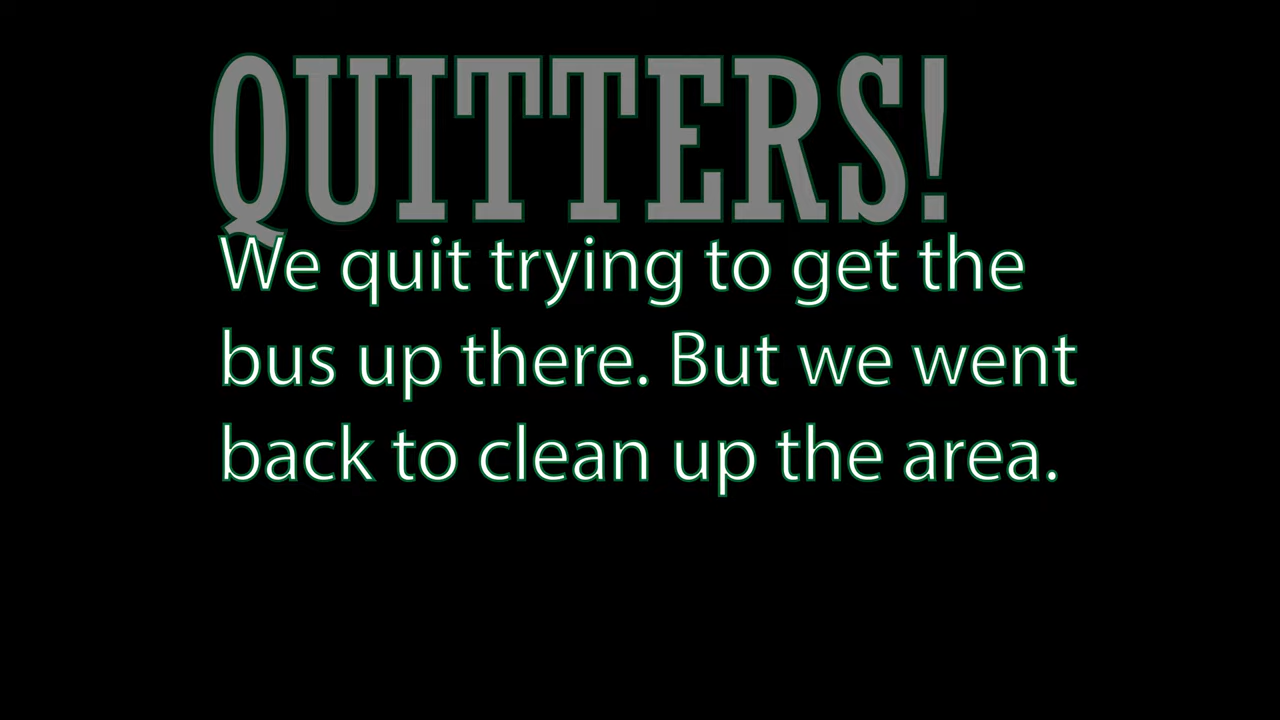 QUITTERS!
We quit trying to get the
bus up there. But we went
back to clean up the area.